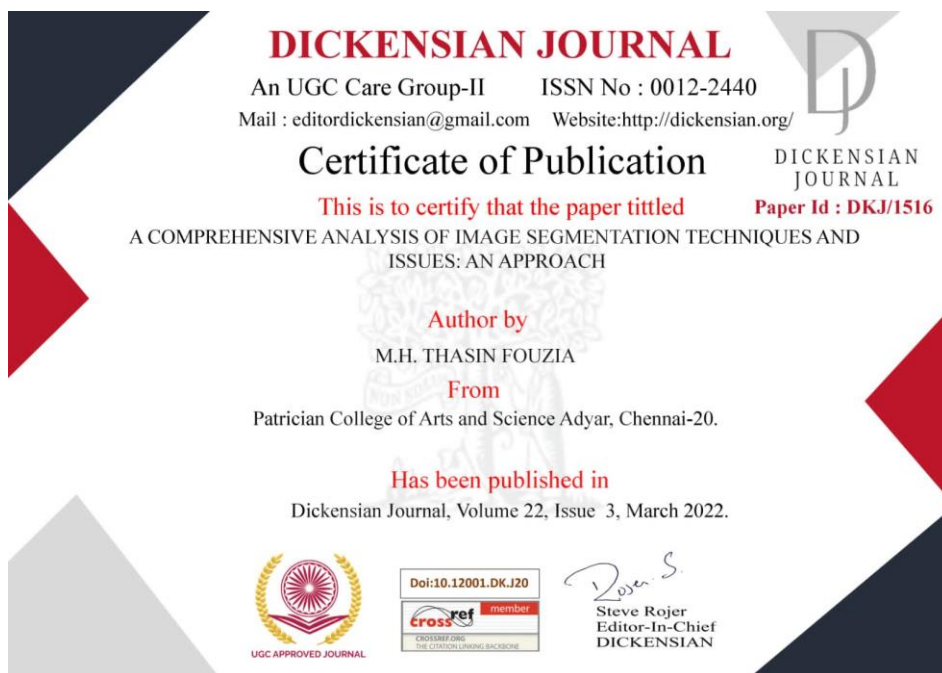 DICKENSIAN JOURNAL
An UGC Care Group-II ISSN No : 0012-2440
Mail : editordickensian@gmail.com Website:http://dickensian.org/
DJ
DICKENSIAN
JOURNAL
Certificate of Publication
Paper Id : DKJ/1516
This is to certify that the paper tittled
A COMPREHENSIVE ANALYSIS OF IMAGE SEGMENTATION TECHNIQUES AND
ISSUES: AN APPROACH
Author by
M.H. THASIN FOUZIA
NON SOLUS
From
Patrician College of Arts and Science Adyar, Chennai-20.
Has been published in
Dickensian Journal, Volume 22, Issue 3, March 2022.
UGC APPROVED JOURNAL
Doi:10.12001.DK.J20
crossref member
CROSSREF.ORG
THE CITATION LINKING BACKBONE
Rojer. S.
Steve Rojer
Editor-In-Chief
DICKENSIAN